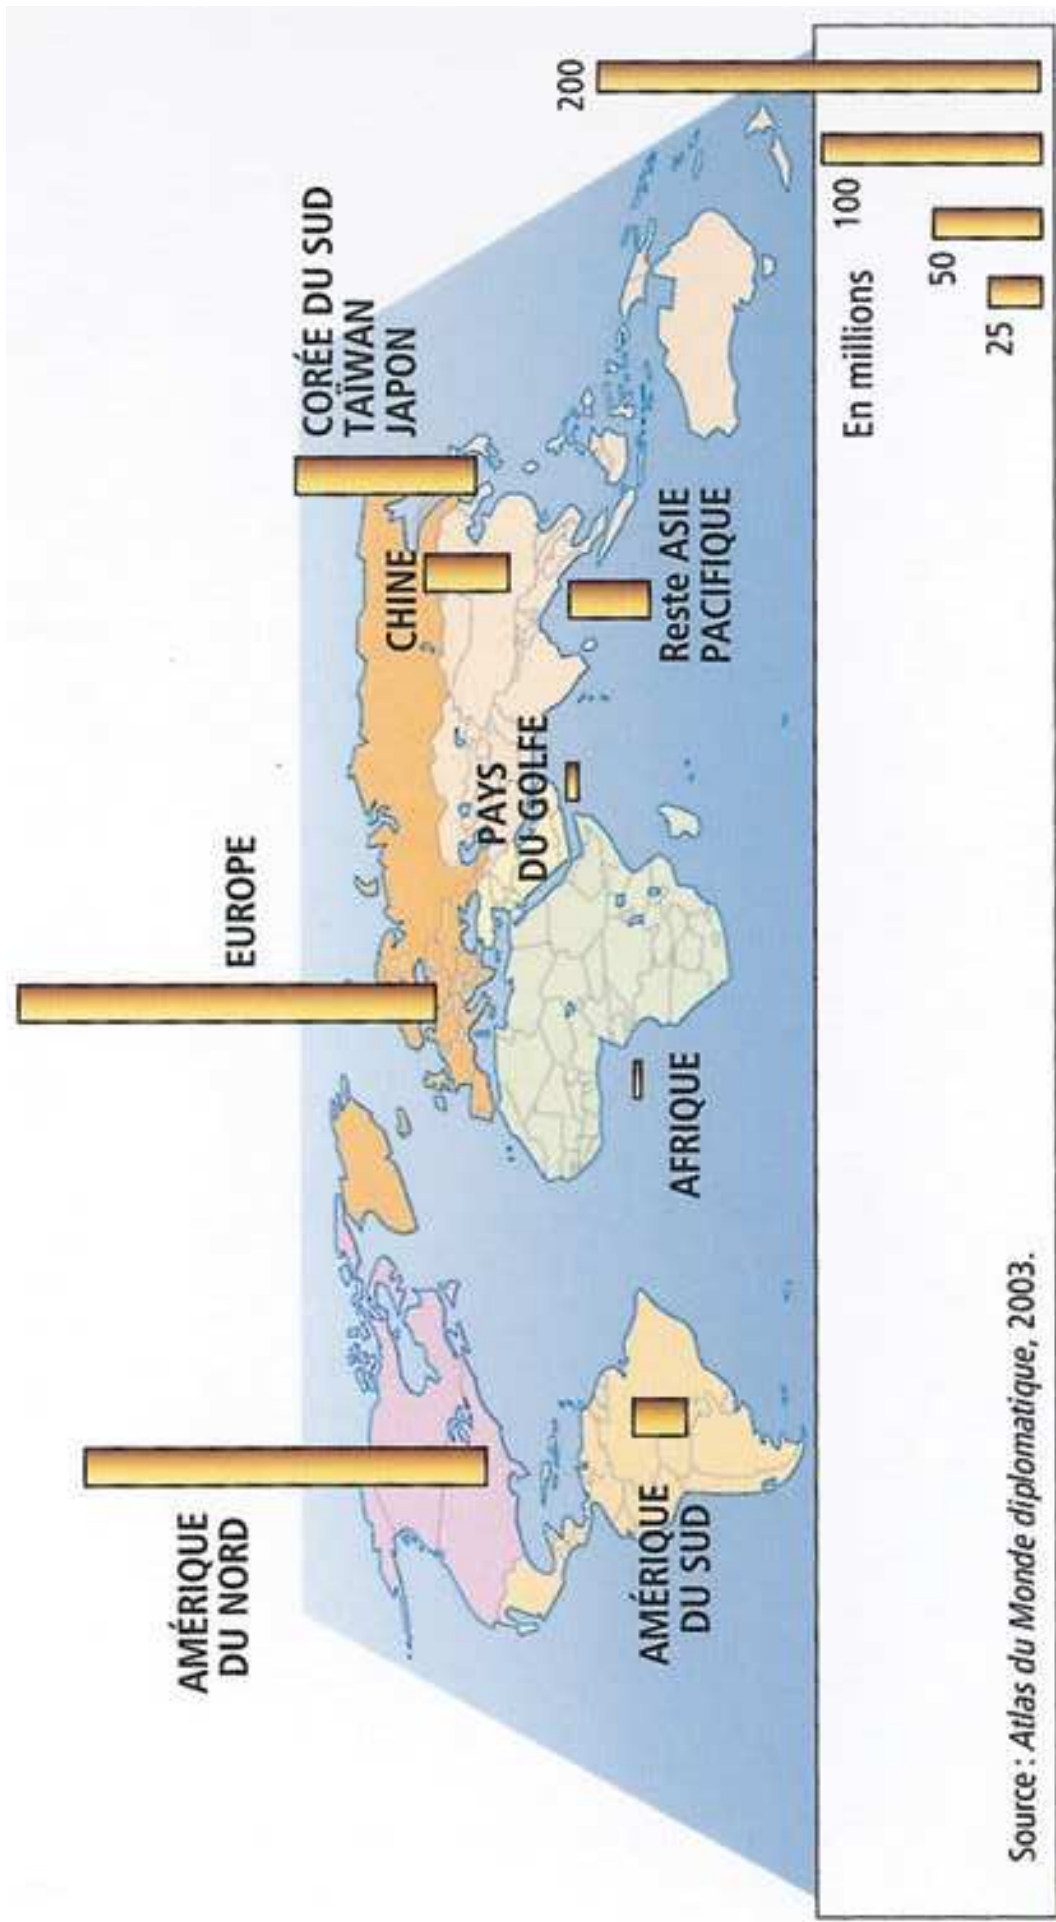 EUROPE
AMÉRIQUE
DU NORD
CORÉE DU SUD
TAÏWAN
JAPON
CHINE
PAYS
DU GOLFE
Reste ASIE
PACIFIQUE
AFRIQUE
AMÉRIQUE
DU SUD
200
100
50
25
En millions
Source : Atlas du Monde diplomatique, 2003.